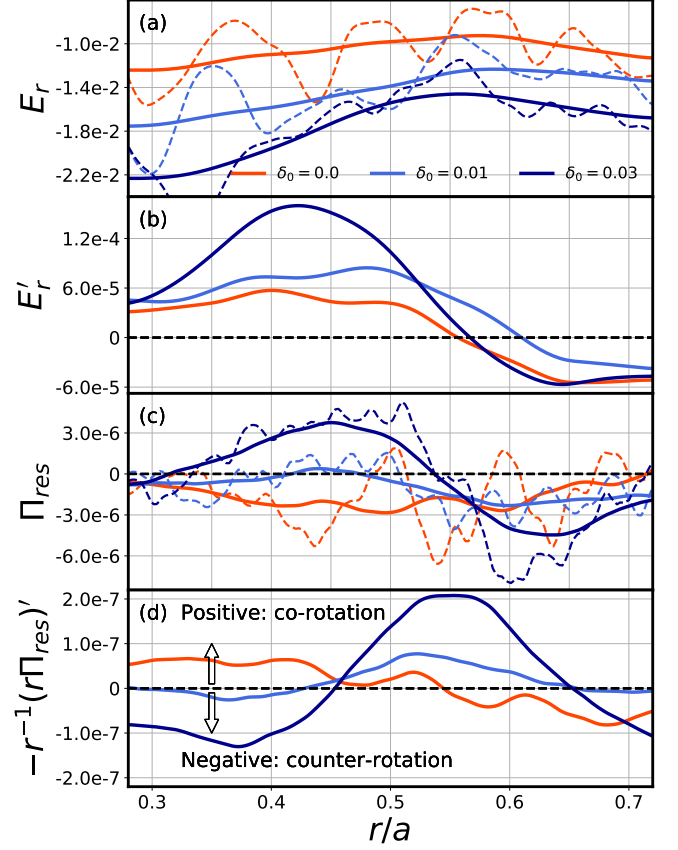 (a)
-1.0e-2
-1.4e-2
-1.8e-2
-2.2e-2
E_r
δ₀ = 0.0 δ₀ = 0.01 δ₀ = 0.03
(b)
1.2e-4
6.0e-5
0
-6.0e-5
E_r′
(c)
3.0e-6
0
-3.0e-6
-6.0e-6
Π_res
(d) Positive: co-rotation
2.0e-7
1.0e-7
0
-1.0e-7
-2.0e-7
−r⁻¹(rΠ_res)′
Negative: counter-rotation
0.3 0.4 0.5 0.6 0.7
r/a